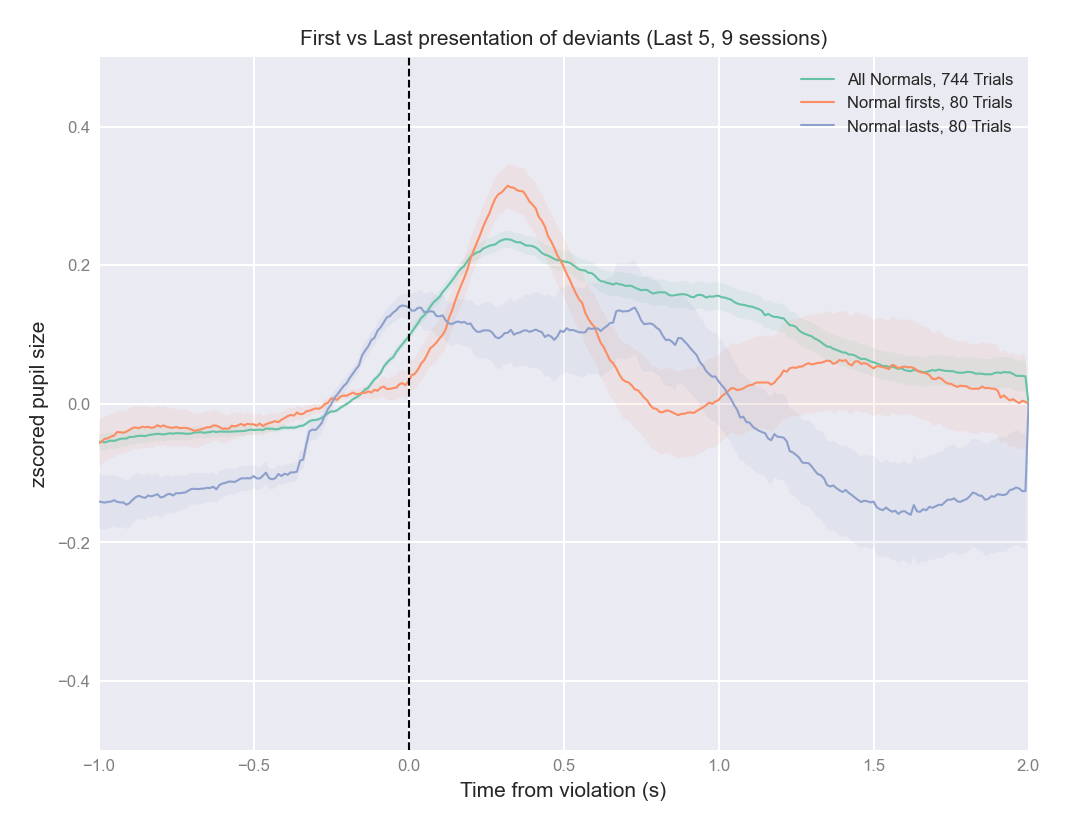 First vs Last presentation of deviants (Last 5, 9 sessions)
All Normals, 744 Trials
Normal firsts, 80 Trials
Normal lasts, 80 Trials
0.4
0.2
0.0
−0.2
−0.4
zscored pupil size
−1.0 −0.5 0.0 0.5 1.0 1.5 2.0
Time from violation (s)